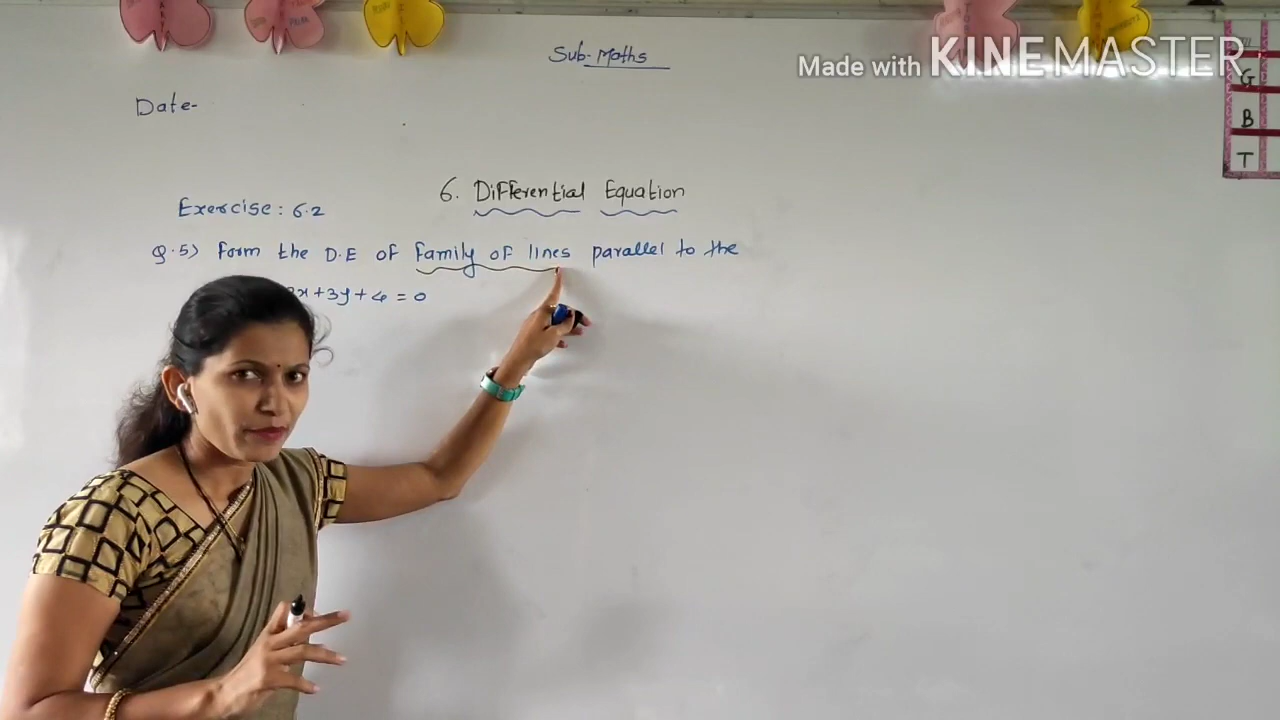 Sub- Maths
Made with KINEMASTER
Date-
G
B
T
6. Differential Equation
Exercise: 6.2
Q.5) Form the D.E of family of lines parallel to the
2x+3y+4=0